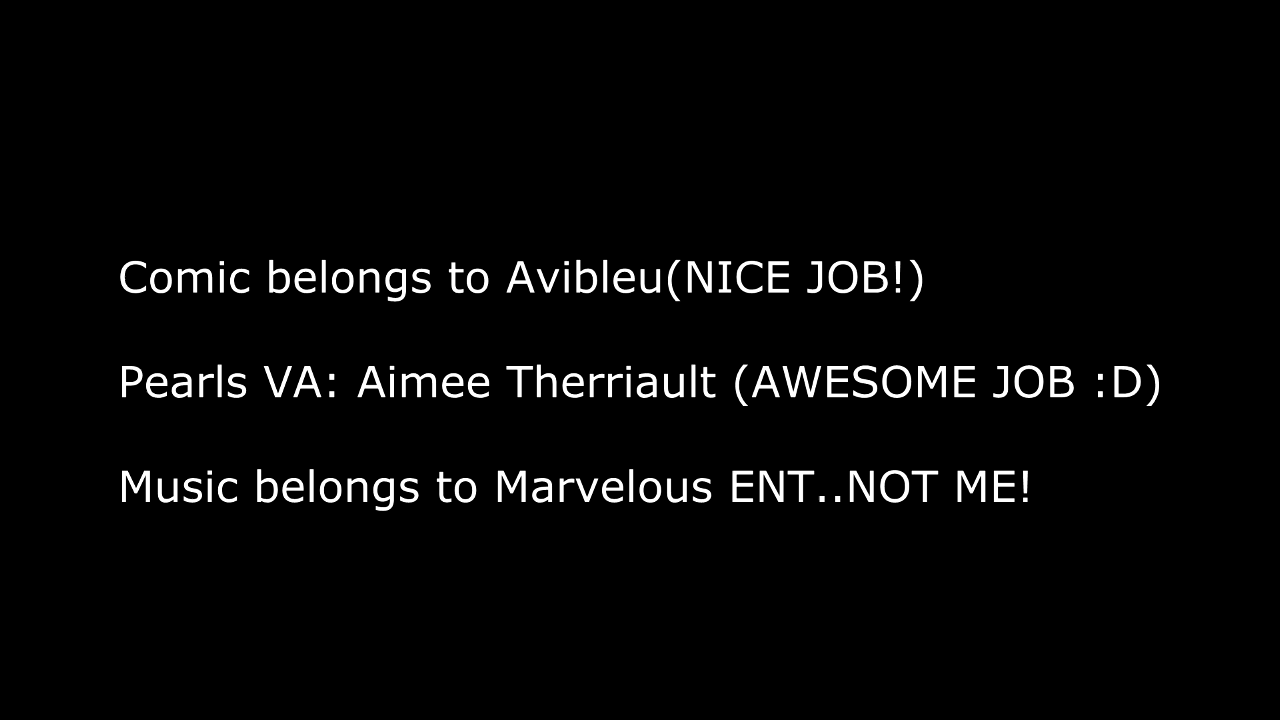 Comic belongs to Avibleu(NICE JOB!)
Pearls VA: Aimee Therriault (AWESOME JOB :D)
Music belongs to Marvelous ENT..NOT ME!